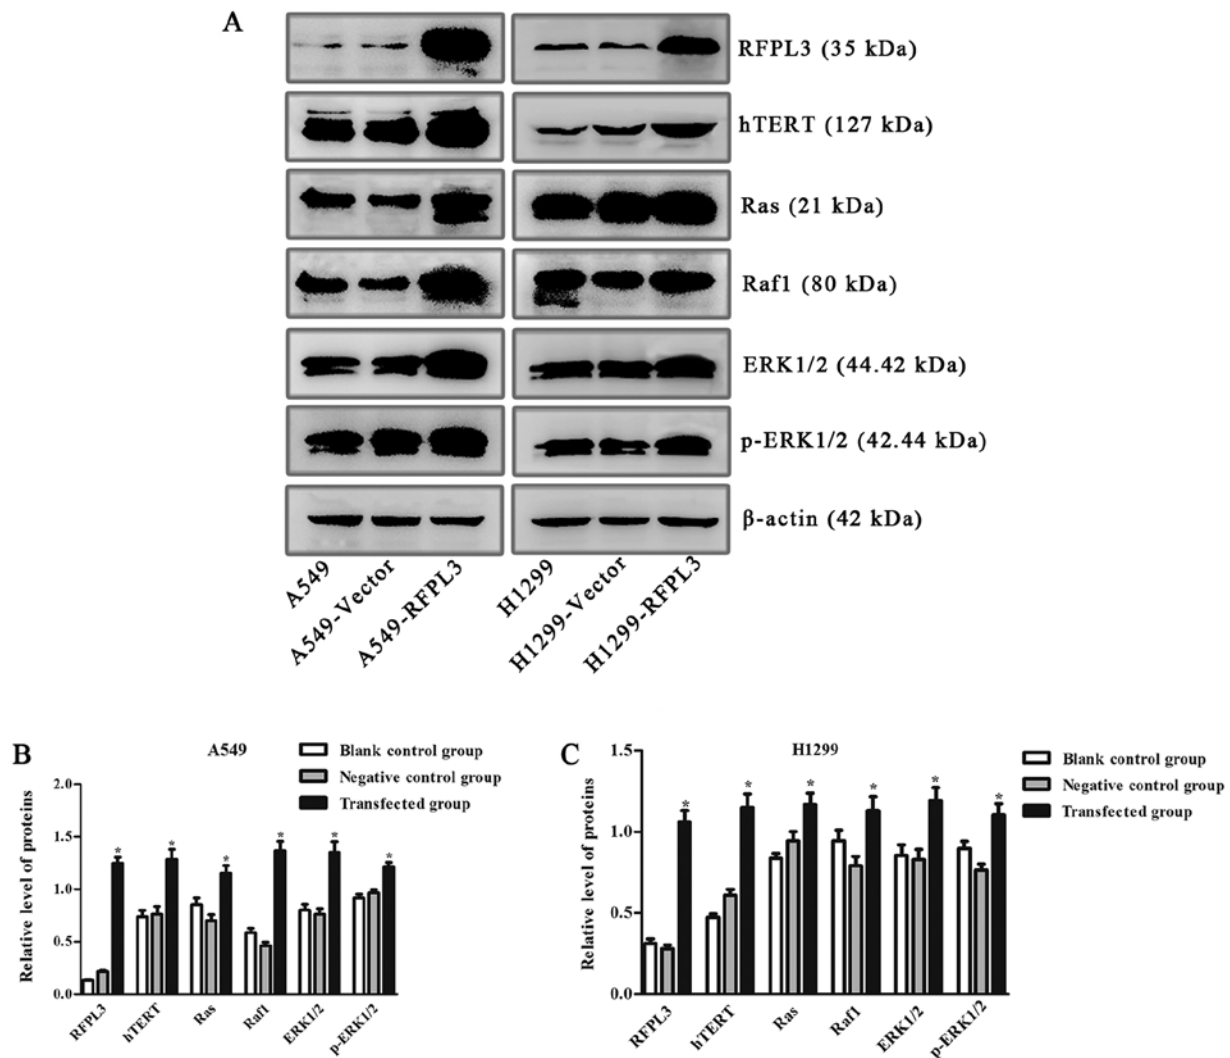 A
RFPL3 (35 kDa)
hTERT (127 kDa)
Ras (21 kDa)
Raf1 (80 kDa)
ERK1/2 (44.42 kDa)
p-ERK1/2 (42.44 kDa)
β-actin (42 kDa)
A549
A549-Vector
A549-RFPL3
H1299
H1299-Vector
H1299-RFPL3
B
A549
Blank control group
Negative control group
Transfected group
Relative level of proteins
2.0
1.5
1.0
0.5
0.0
* * * * * *
RFPL3
hTERT
Ras
Raf1
ERK1/2
p-ERK1/2
C
H1299
Blank control group
Negative control group
Transfected group
Relative level of proteins
1.5
1.0
0.5
0.0
* * * * * *
RFPL3
hTERT
Ras
Raf1
ERK1/2
p-ERK1/2